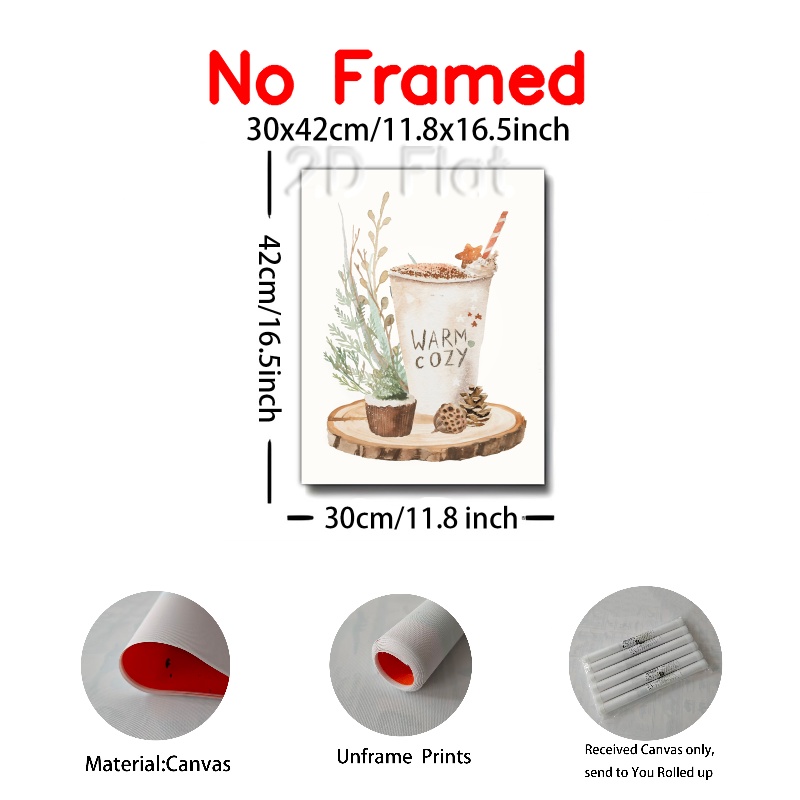 No Framed
30x42cm/11.8x16.5inch
2D Flat
42cm/16.5inch
WARM
COZY
30cm/11.8 inch
Material:Canvas
Unframe Prints
Received Canvas only,
send to You Rolled up